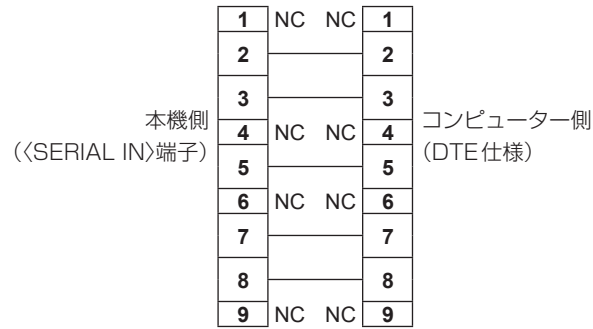 1 NC NC 1
2 2
3 3
本機側
(〈SERIAL IN〉端子)
4 NC NC 4
コンピューター側
(DTE仕様)
5 5
6 NC NC 6
7 7
8 8
9 NC NC 9